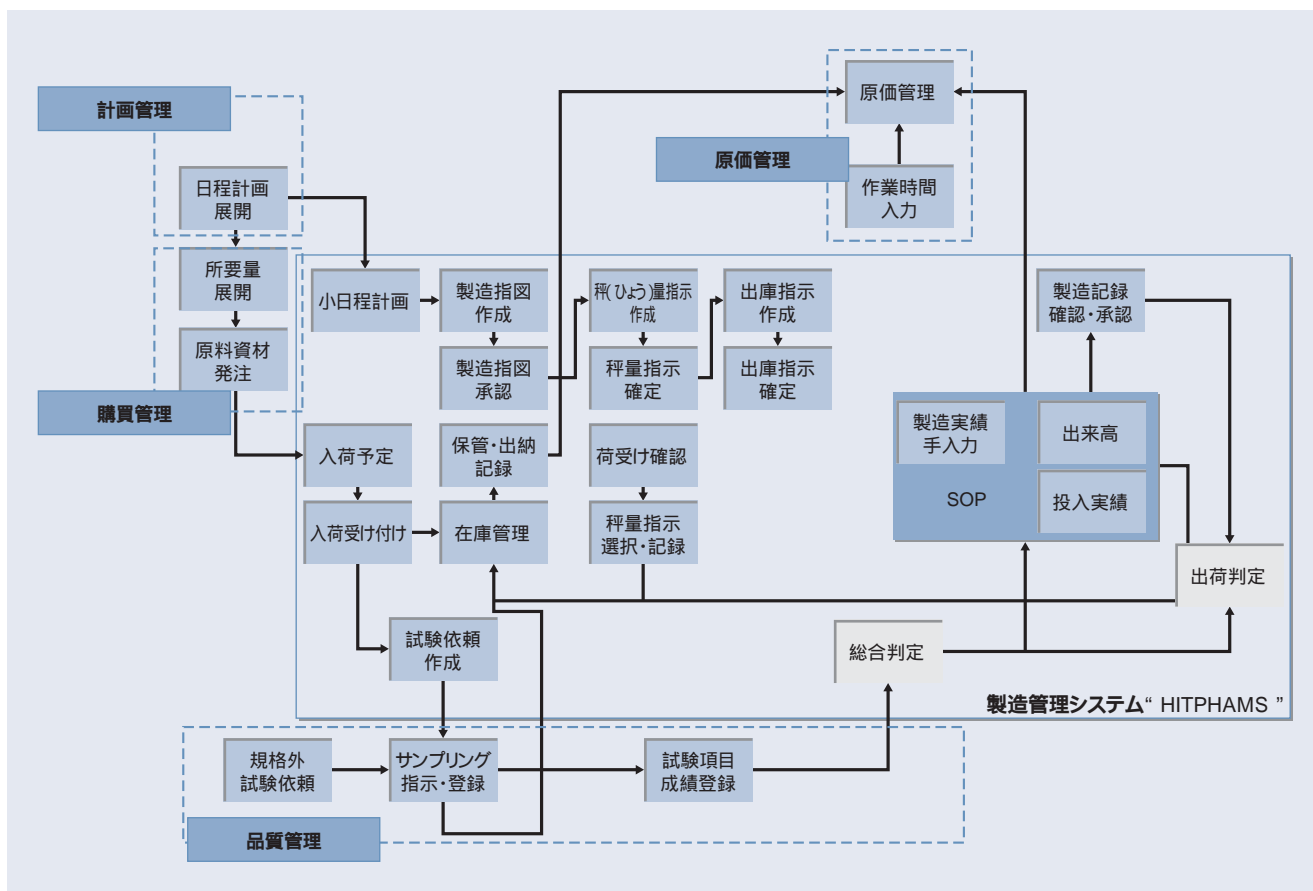 計画管理
日程計画
展開
所要量
展開
原料資材
発注
購買管理
原価管理
原価管理
作業時間
入力
小日程計画
製造指図
作成
製造指図
承認
秤(ひょう)量指示
作成
秤量指示
確定
出庫指示
作成
出庫指示
確定
製造記録
確認・承認
入荷予定
入荷受け付け
保管・出納
記録
在庫管理
荷受け確認
秤量指示
選択・記録
製造実績
手入力
出来高
SOP
投入実績
出荷判定
試験依頼
作成
総合判定
製造管理システム“ HITPHAMS ”
規格外
試験依頼
サンプリング
指示・登録
試験項目
成績登録
品質管理